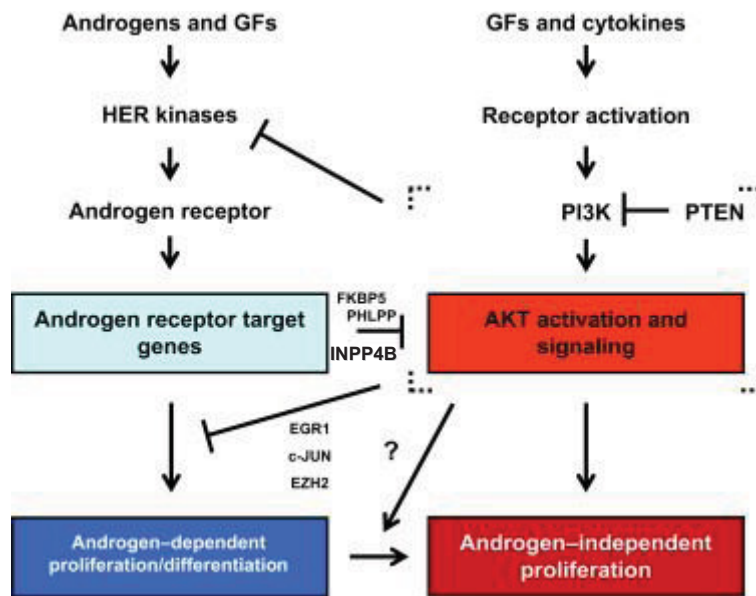 Androgens and GFs
GFs and cytokines
HER kinases
Receptor activation
Androgen receptor
PI3K
PTEN
Androgen receptor target
genes
FKBP5
PHLPP
INPP4B
AKT activation and
signaling
EGR1
c-JUN
EZH2
?
Androgen–dependent
proliferation/differentiation
Androgen–independent
proliferation